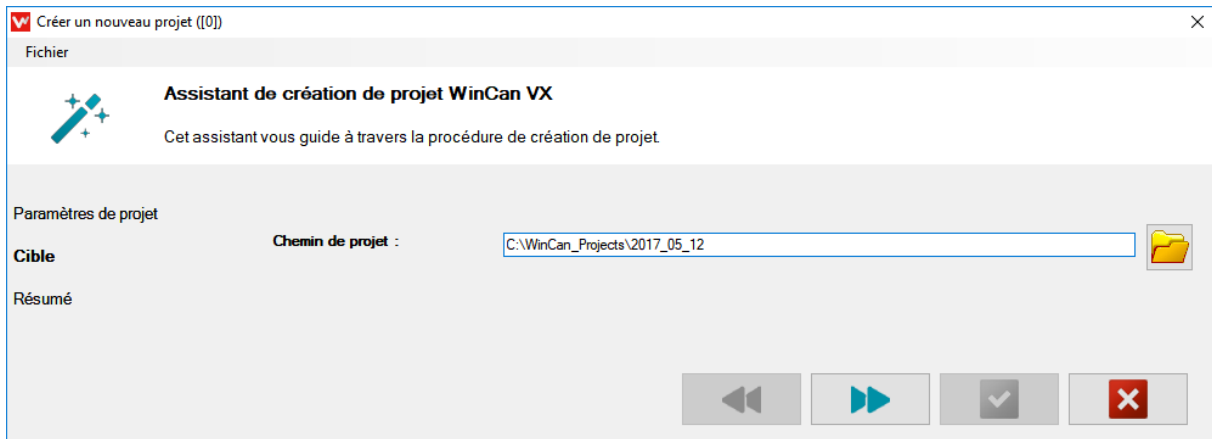 Créer un nouveau projet ([0])
Fichier
Assistant de création de projet WinCan VX
Cet assistant vous guide à travers la procédure de création de projet.
Paramètres de projet
Chemin de projet :
C:\WinCan_Projects\2017_05_12
Cible
Résumé